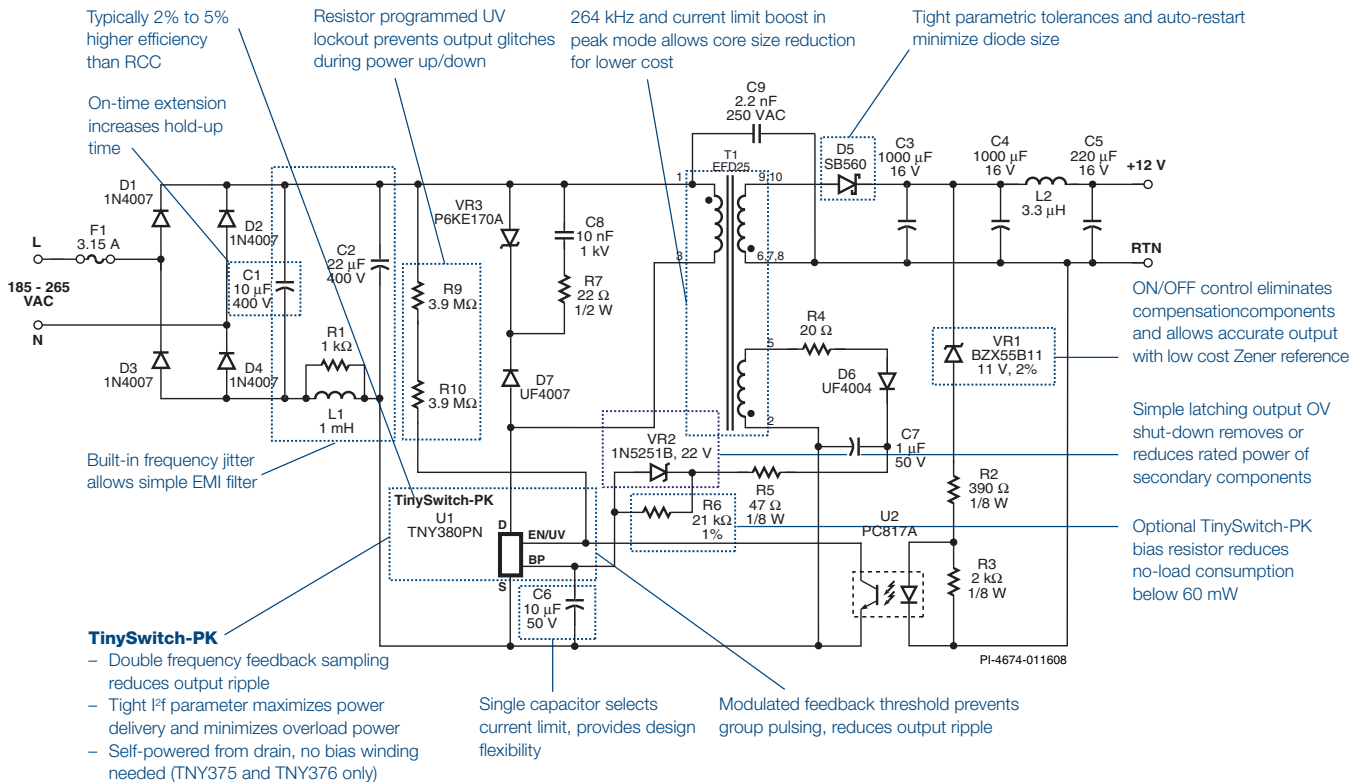 Typically 2% to 5%
higher efficiency
than RCC
Resistor programmed UV
lockout prevents output glitches
during power up/down
264 kHz and current limit boost in
peak mode allows core size reduction
for lower cost
Tight parametric tolerances and auto-restart
minimize diode size
On-time extension
increases hold-up
time
C9
2.2 nF
250 VAC
T1
EFD25
D5
SB560
C3
1000 µF
16 V
C4
1000 µF
16 V
C5
220 µF
16 V
+12 V
L2
3.3 µH
RTN
1
3
9,10
6,7,8
5
2
D1
1N4007
D2
1N4007
D3
1N4007
D4
1N4007
L
F1
3.15 A
185 - 265
VAC
N
C1
10 µF
400 V
C2
22 µF
400 V
R1
1 kΩ
L1
1 mH
R9
3.9 MΩ
R10
3.9 MΩ
VR3
P6KE170A
C8
10 nF
1 kV
R7
22 Ω
1/2 W
D7
UF4007
R4
20 Ω
D6
UF4004
C7
1 µF
50 V
VR2
1N5251B, 22 V
R6
21 kΩ
1%
R5
47 Ω
1/8 W
VR1
BZX55B11
11 V, 2%
R2
390 Ω
1/8 W
R3
2 kΩ
1/8 W
U2
PC817A
TinySwitch-PK
U1
TNY380PN
D
S
EN/UV
BP
C6
10 µF
50 V
PI-4674-011608
ON/OFF control eliminates
compensationcomponents
and allows accurate output
with low cost Zener reference
Simple latching output OV
shut-down removes or
reduces rated power of
secondary components
Optional TinySwitch-PK
bias resistor reduces
no-load consumption
below 60 mW
Built-in frequency jitter
allows simple EMI filter
TinySwitch-PK
– Double frequency feedback sampling
reduces output ripple
– Tight I²f parameter maximizes power
delivery and minimizes overload power
– Self-powered from drain, no bias winding
needed (TNY375 and TNY376 only)
Single capacitor selects
current limit, provides design
flexibility
Modulated feedback threshold prevents
group pulsing, reduces output ripple